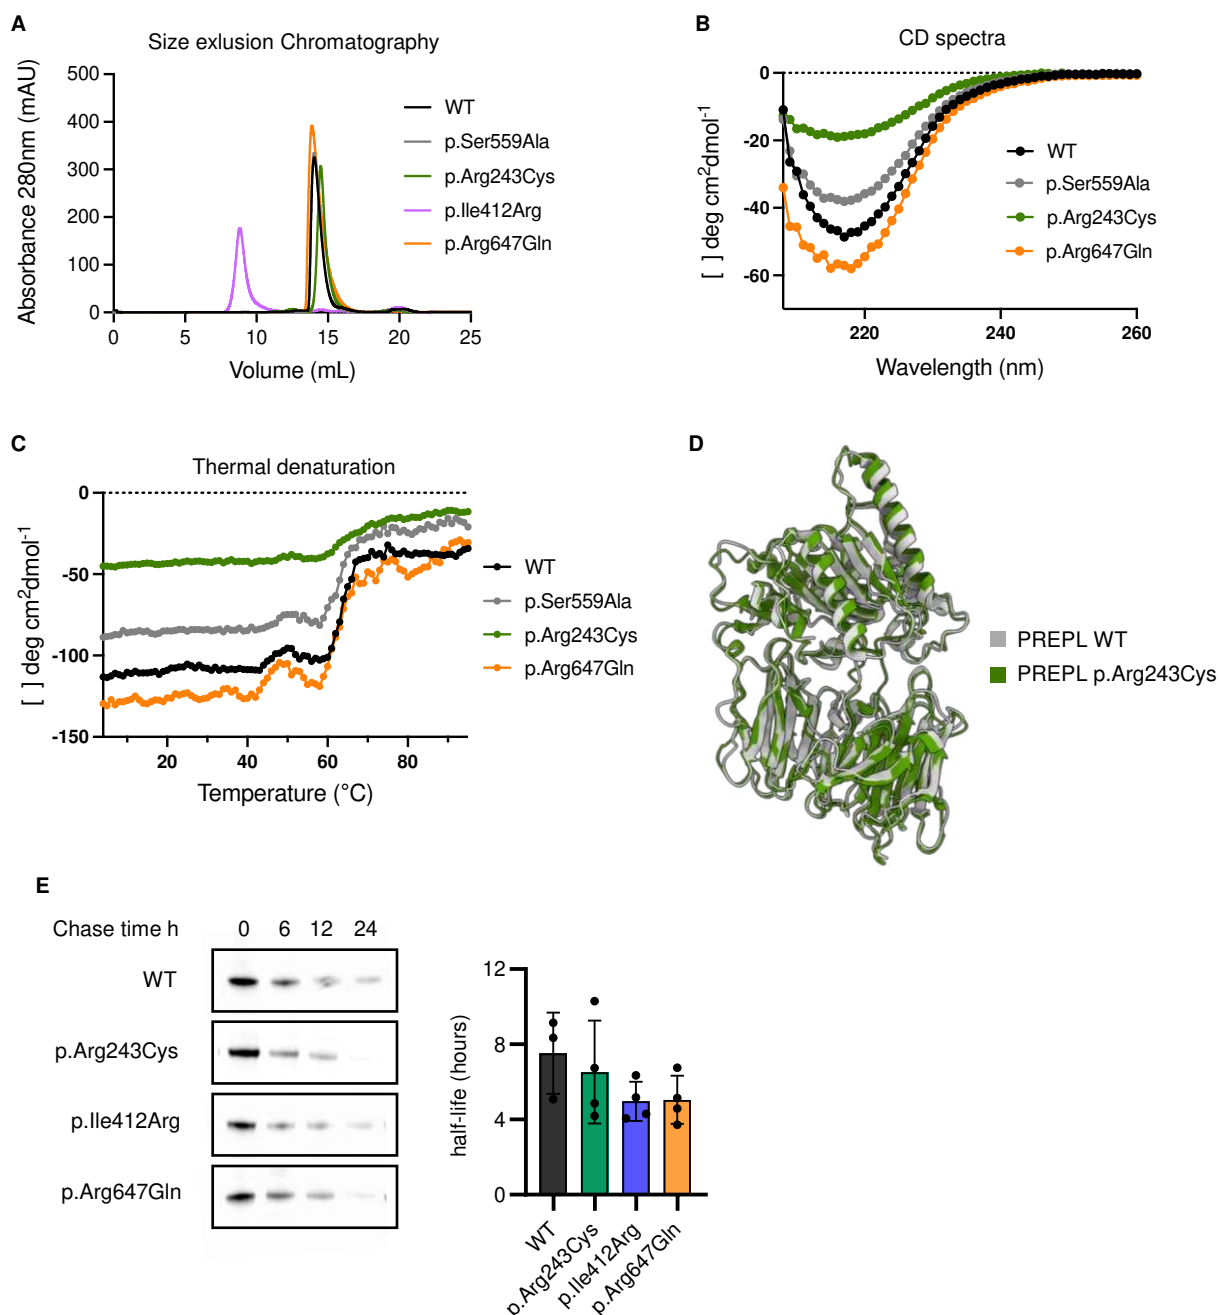 A
Size exlusion Chromatography
Absorbance 280nm (mAU)
500
400
300
200
100
0
0 5 10 15 20 25
Volume (mL)
WT
p.Ser559Ala
p.Arg243Cys
p.Ile412Arg
p.Arg647Gln
B
CD spectra
[ ] deg cm2dmol-1
0
-20
-40
-60
220 240 260
Wavelength (nm)
WT
p.Ser559Ala
p.Arg243Cys
p.Arg647Gln
C
Thermal denaturation
[ ] deg cm2dmol-1
0
-50
-100
-150
20 40 60 80
Temperature (°C)
WT
p.Ser559Ala
p.Arg243Cys
p.Arg647Gln
D
PREPL WT
PREPL p.Arg243Cys
E
Chase time h 0 6 12 24
WT
p.Arg243Cys
p.Ile412Arg
p.Arg647Gln
half-life (hours)
12
8
4
0
WT
p.Arg243Cys
p.Ile412Arg
p.Arg647Gln